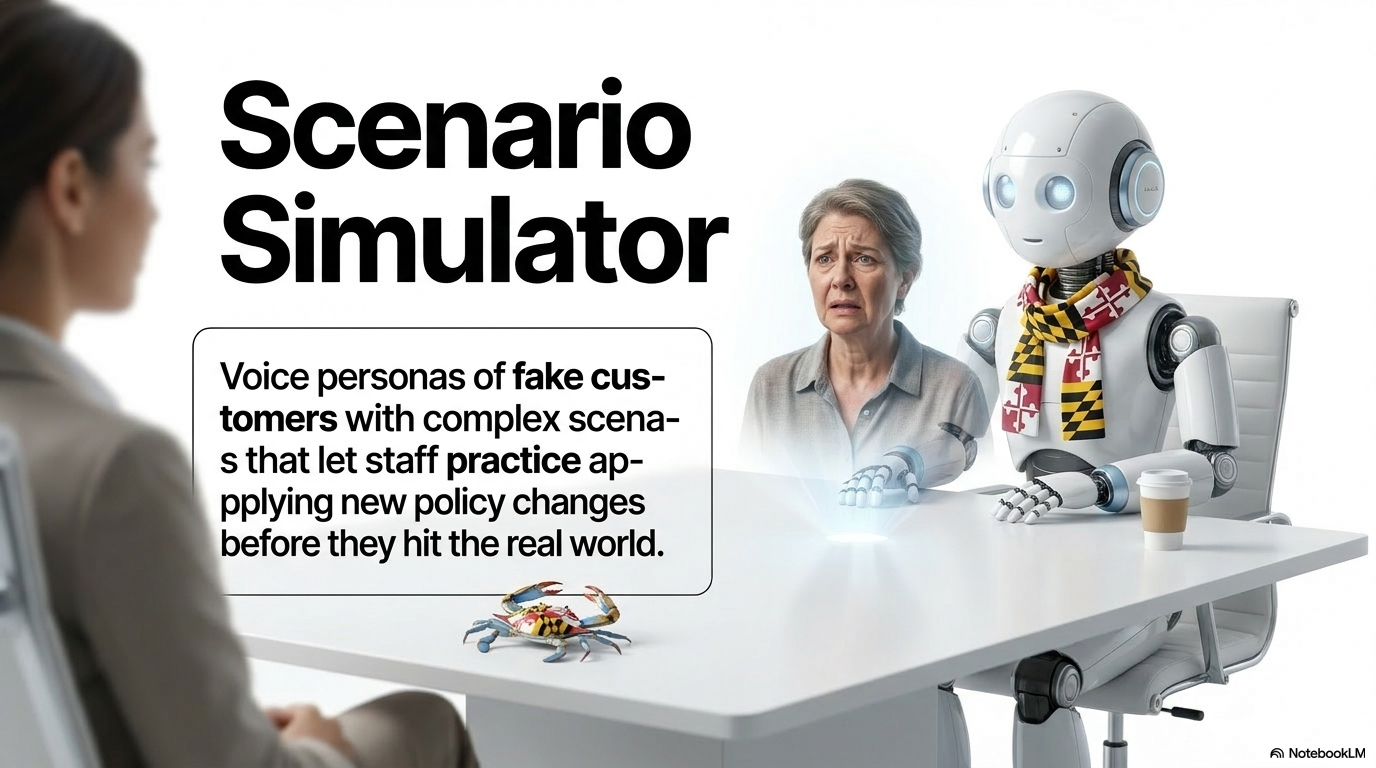 Scenario
Simulator
Voice personas of fake cus-
tomers with complex scena-
s that let staff practice ap-
pplying new policy changes
before they hit the real world.
NotebookLM